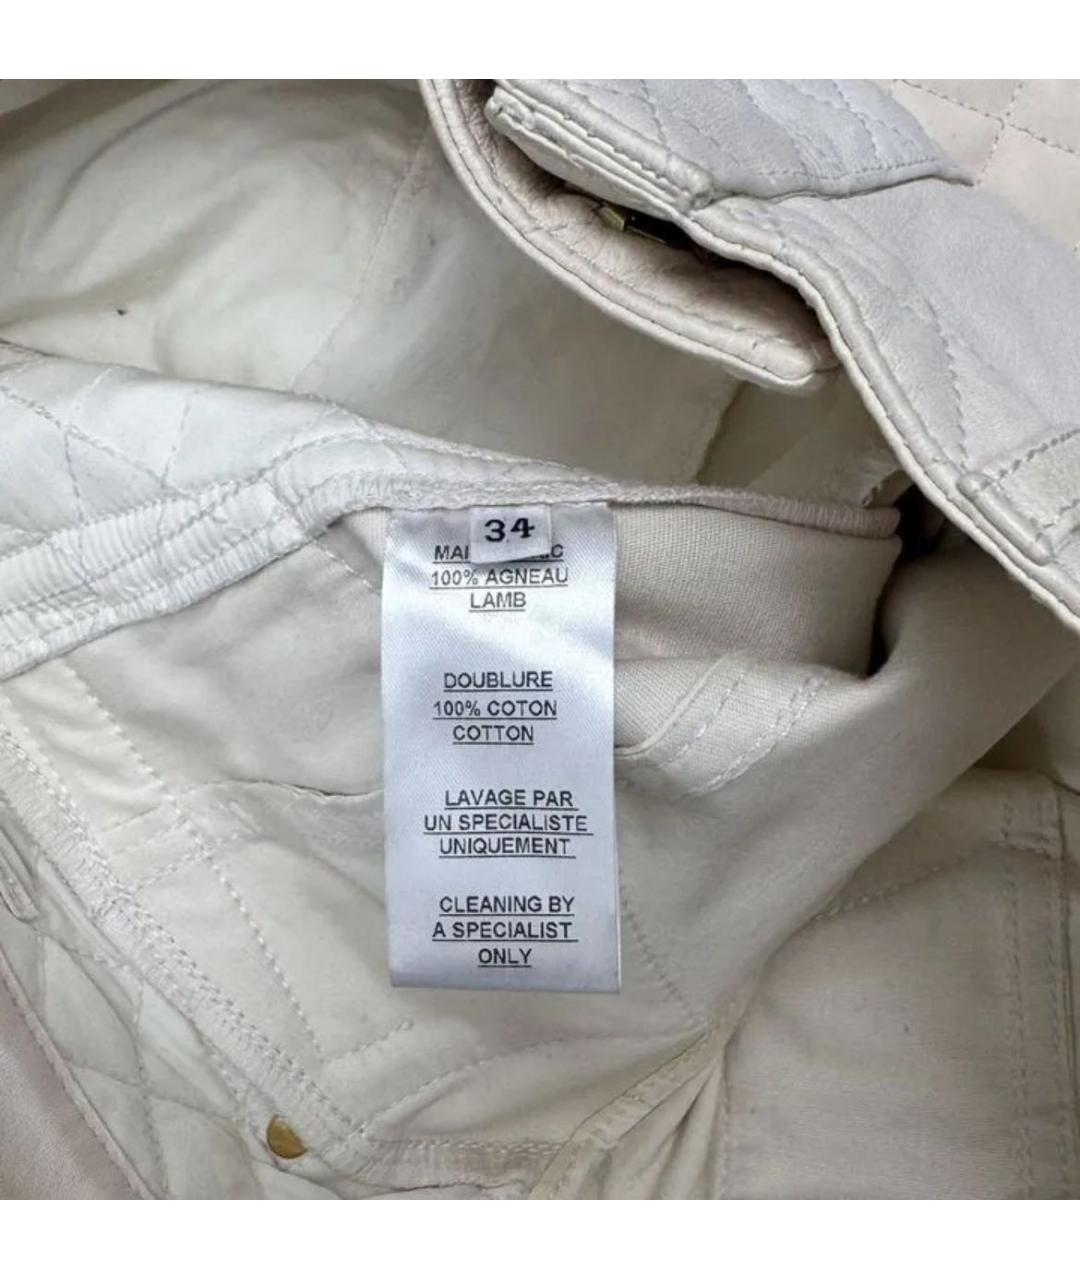 34
100% AGNEAU
LAMB
DOUBLURE
100% COTON
COTTON
LAVAGE PAR
UN SPECIALISTE
UNIQUEMENT
CLEANING BY
A SPECIALIST
ONLY